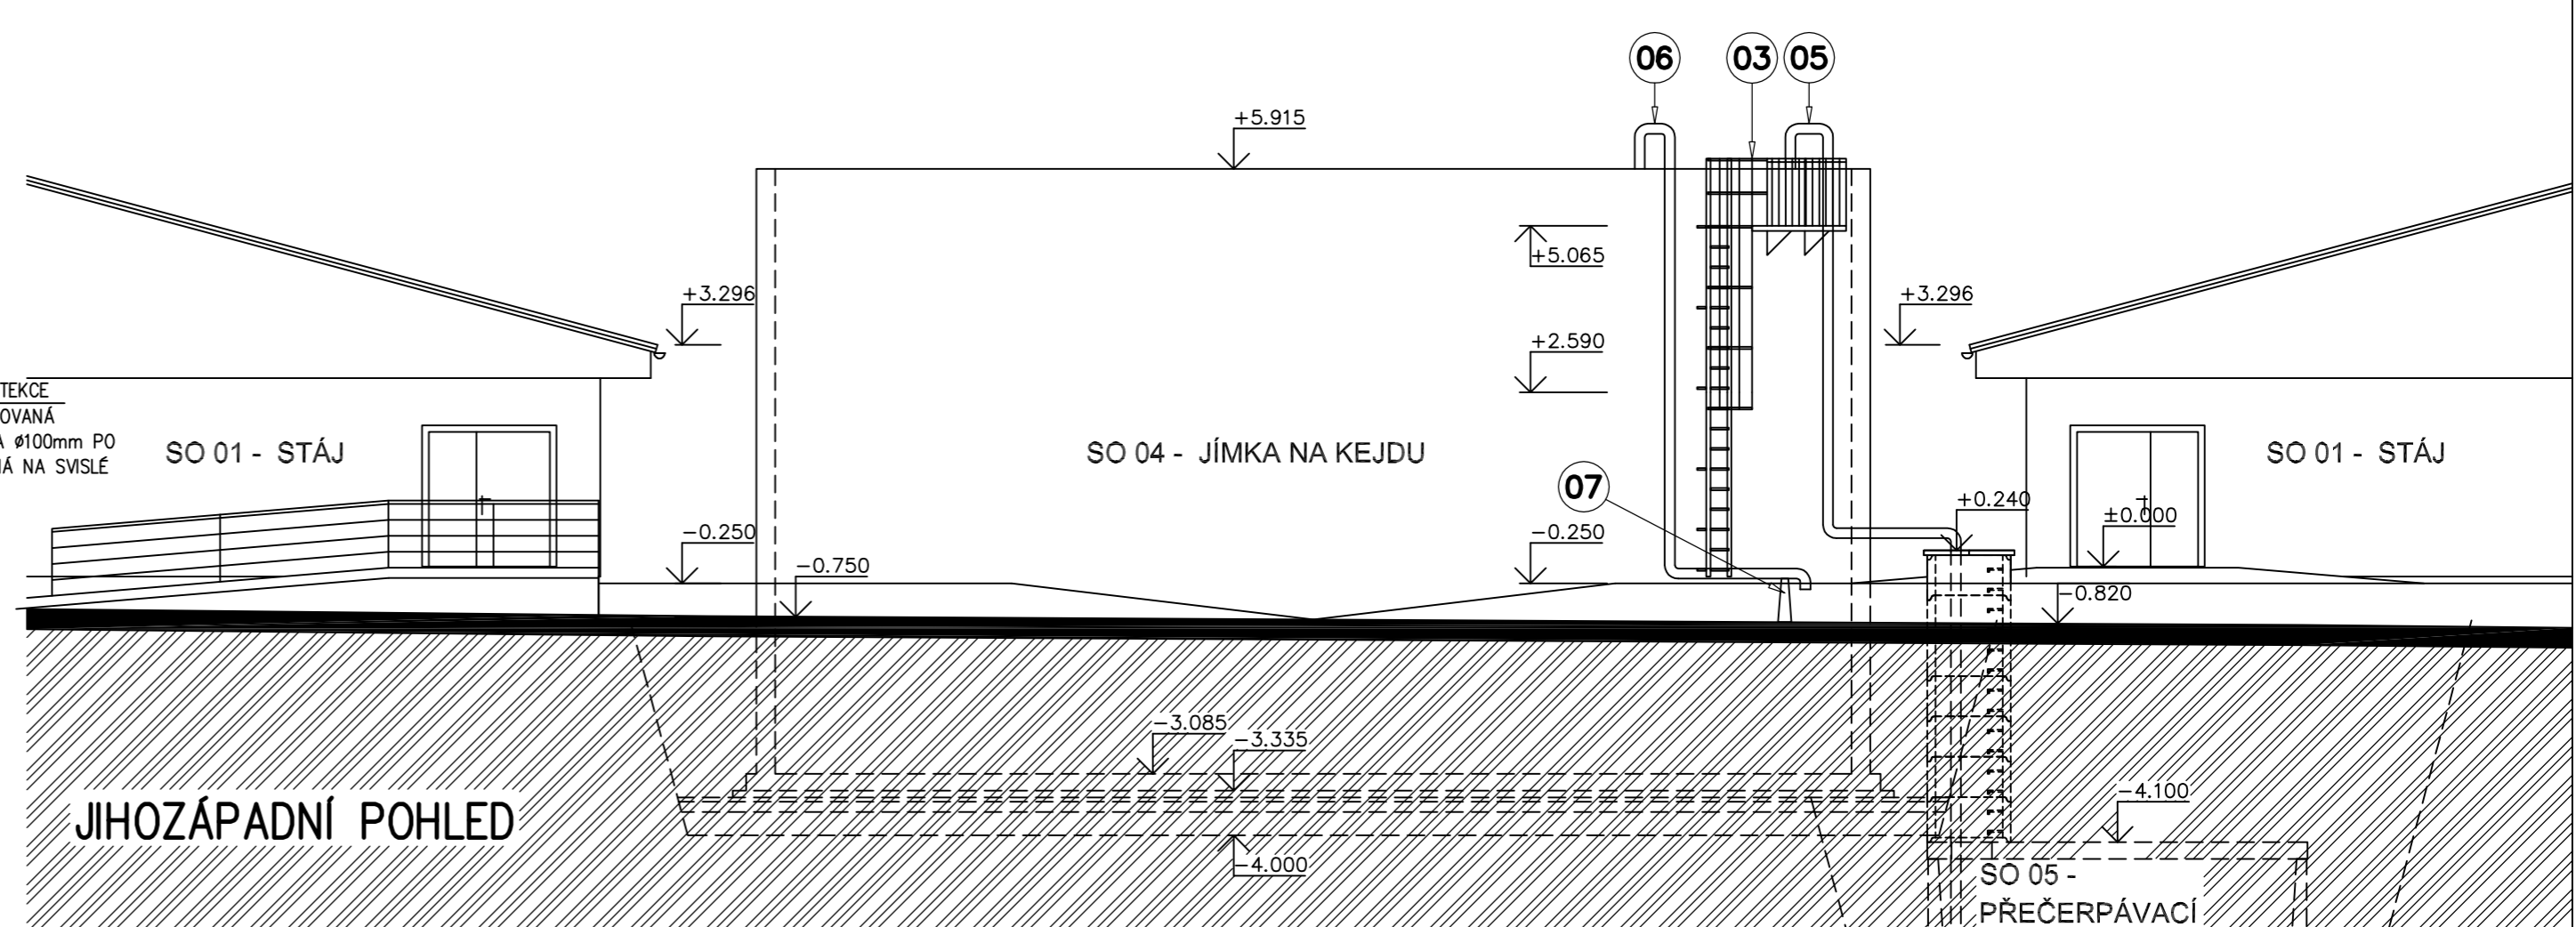 06
03
05
+5.915
+5.065
+3.296
+3.296
+2.590
TEKCE
OVANÁ
A ø100mm PO
Á NA SVISLÉ
SO 01 - STÁJ
SO 04 - JÍMKA NA KEJDU
SO 01 - STÁJ
07
+0.240
±0.000
-0.250
-0.250
-0.750
-0.820
-3.085
-3.335
-4.100
JIHOZÁPADNÍ POHLED
-4.000
SO 05 -
PŘEČERPÁVACÍ